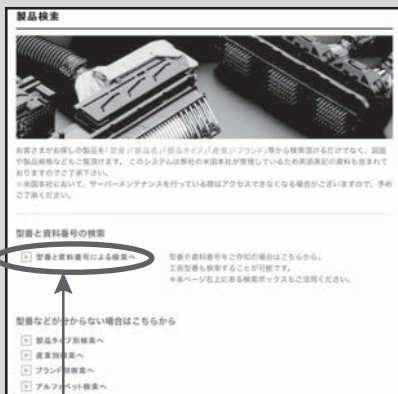 製品検索
お客さまがお探しの製品を「型番」「製品名」「製品タイプ」「産業」「ブランド」等から検索頂けるだけでなく、図面
や製品規格などもご覧頂けます。 このシステムは弊社の米国本社が管理しているため英語表記の資料も含まれて
おりますのでご了承下さい。
※米国本社において、サーバーメンテナンスを行っている際はアクセスできなくなる場合がございますので、予め
ご了承ください。
型番と資料番号の検索
型番と資料番号による検索へ
型番や資料番号をご存知の場合はこちらから。
工具型番も検索することが可能です。
＊本ページ右上にある検索ボックスもご活用ください。
型番などが分からない場合はこちらから
製品タイプ別検索へ
産業別検索へ
ブランド別検索へ
アルファベット検索へ